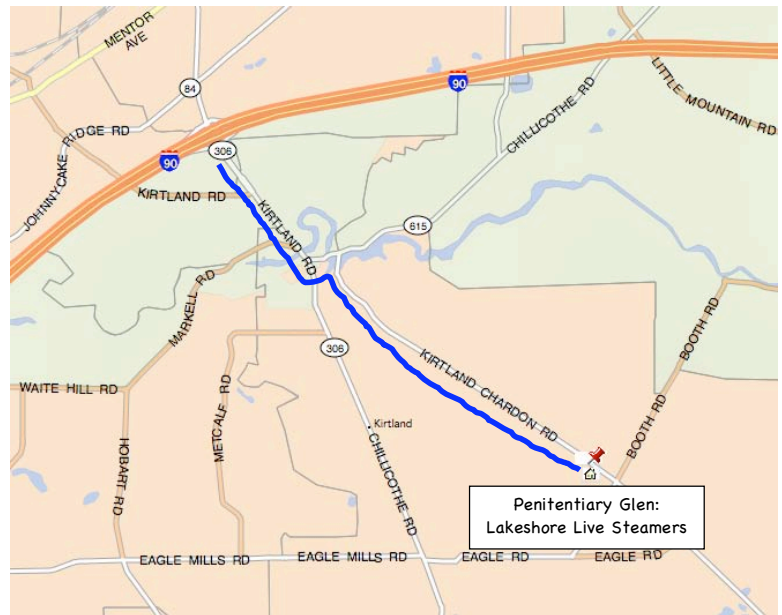 MENTOR
AVE
84
90
LITTLE MOUNTAIN RD
CHILLICOTHE RD
JOHNNYCAKE RIDGE RD
90
306
KIRTLAND RD
KIRTLAND RD
615
MARKELL RD
306
BOOTH RD
WAITE HILL RD
METCALF RD
KIRTLAND CHARDON RD
HOBART RD
Kirtland
CHILLICOTHE RD
BOOTH RD
Penitentiary Glen:
Lakeshore Live Steamers
EAGLE MILLS RD
EAGLE MILLS RD
EAGLE RD
EAGLE RD